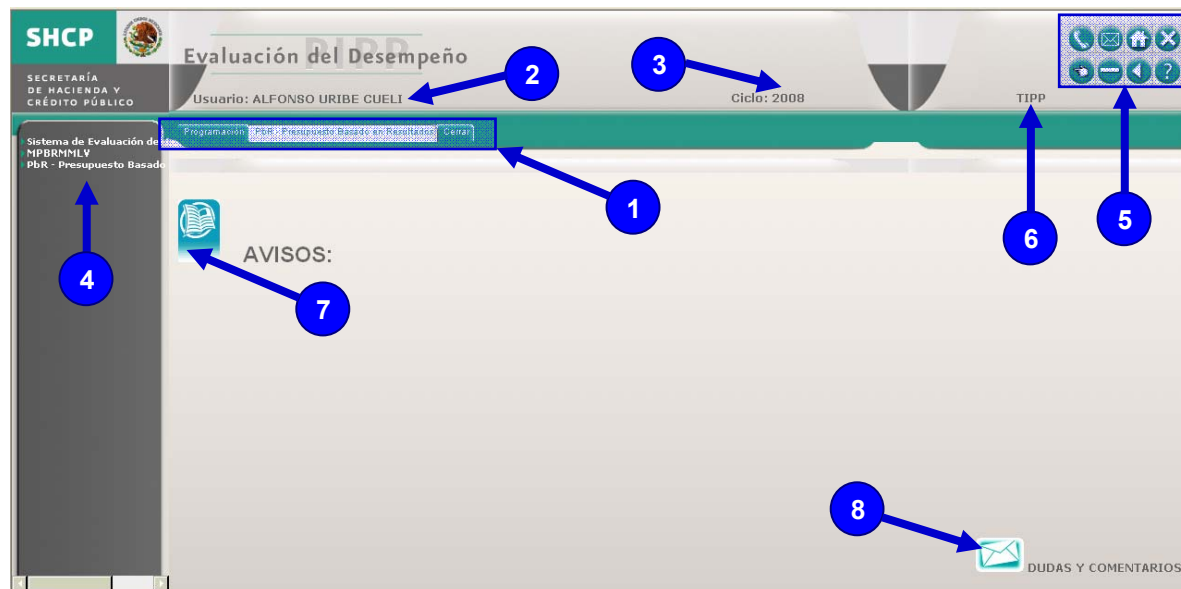 SHCP
SECRETARÍA
DE HACIENDA Y
CRÉDITO PÚBLICO
PIPP
Evaluación del Desempeño
Usuario: ALFONSO URIBE CUELI
2
3
Ciclo: 2008
TIPP
5
6
Programación PbR - Presupuesto Basado en Resultados Cerrar
1
Sistema de Evaluación de
MPBRMMLV
PbR - Presupuesto Basado
4
AVISOS:
7
8
DUDAS Y COMENTARIOS